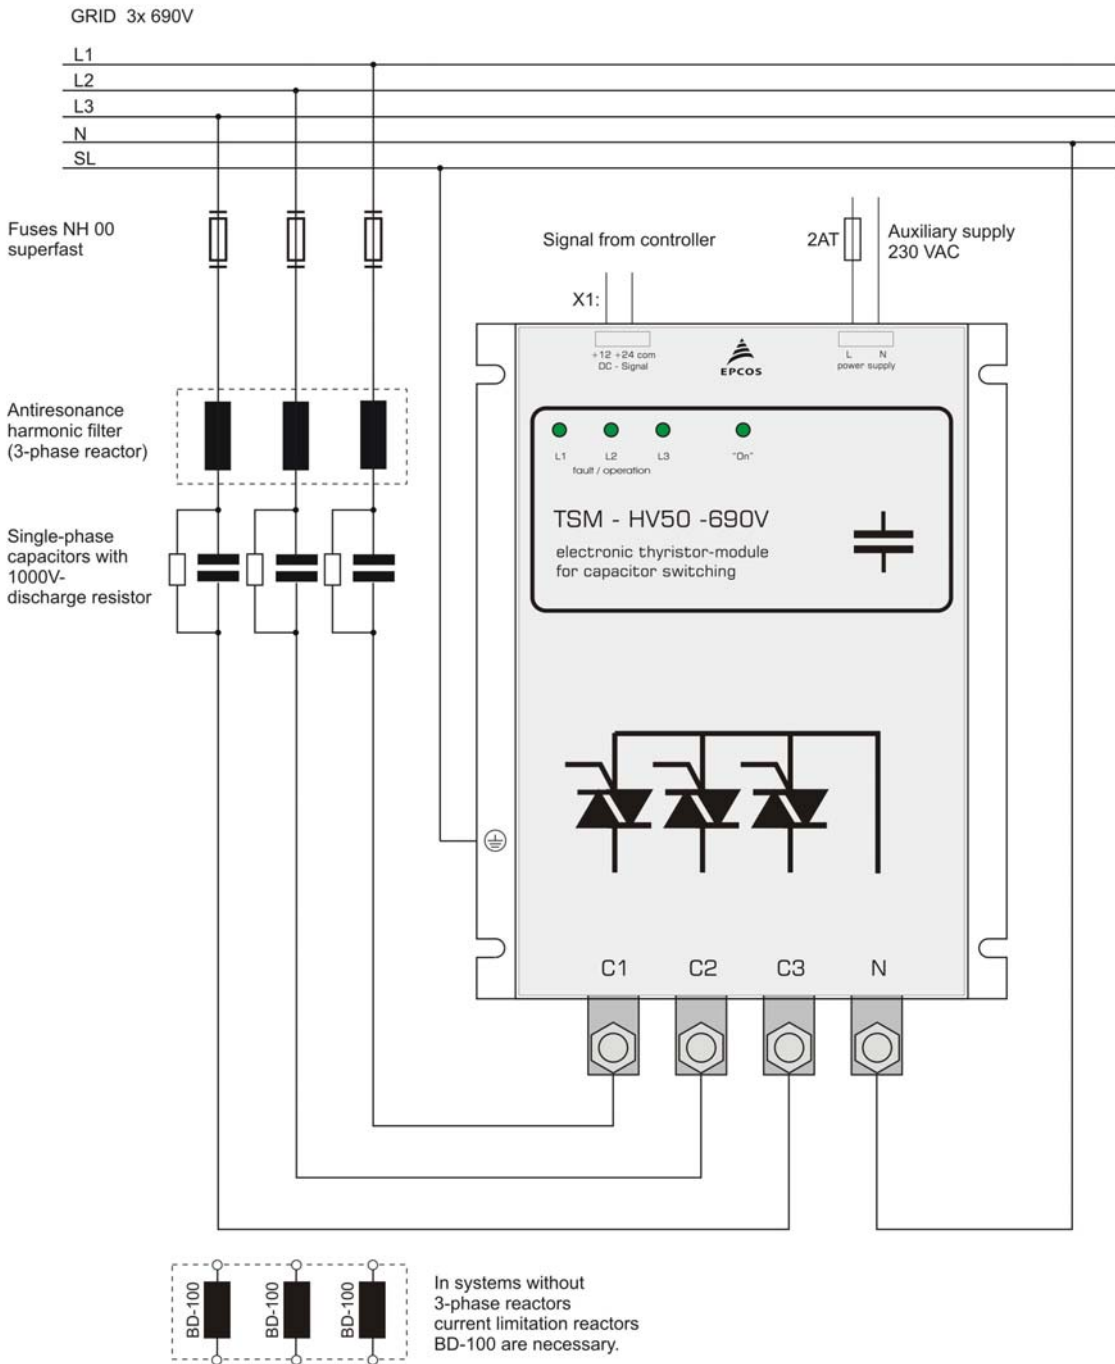 GRID 3x 690V
L1
L2
L3
N
SL
Fuses NH 00
superfast
Signal from controller
2AT
Auxiliary supply
230 VAC
X1:
+12 +24 com
DC - Signal
EPCOS
L N
power supply
Antiresonance
harmonic filter
(3-phase reactor)
L1 L2 L3 "On"
fault / operation
TSM - HV50 -690V
electronic thyristor-module
for capacitor switching
Single-phase
capacitors with
1000V-
discharge resistor
C1 C2 C3 N
BD-100 BD-100 BD-100
In systems without
3-phase reactors
current limitation reactors
BD-100 are necessary.